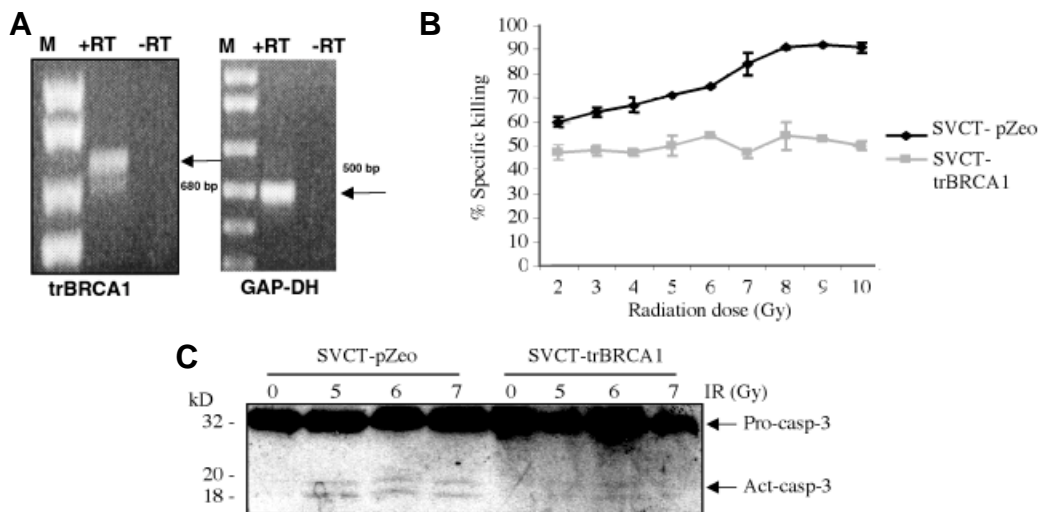 A
M +RT -RT
M +RT -RT
680 bp
500 bp
trBRCA1
GAP-DH
B
100
90
80
70
60
50
40
30
20
10
0
% Specific killing
2 3 4 5 6 7 8 9 10
Radiation dose (Gy)
SVCT- pZeo
SVCT-
trBRCA1
C
SVCT-pZeo SVCT-trBRCA1
0 5 6 7 0 5 6 7 IR (Gy)
kD
32 -
20 -
18 -
Pro-casp-3
Act-casp-3